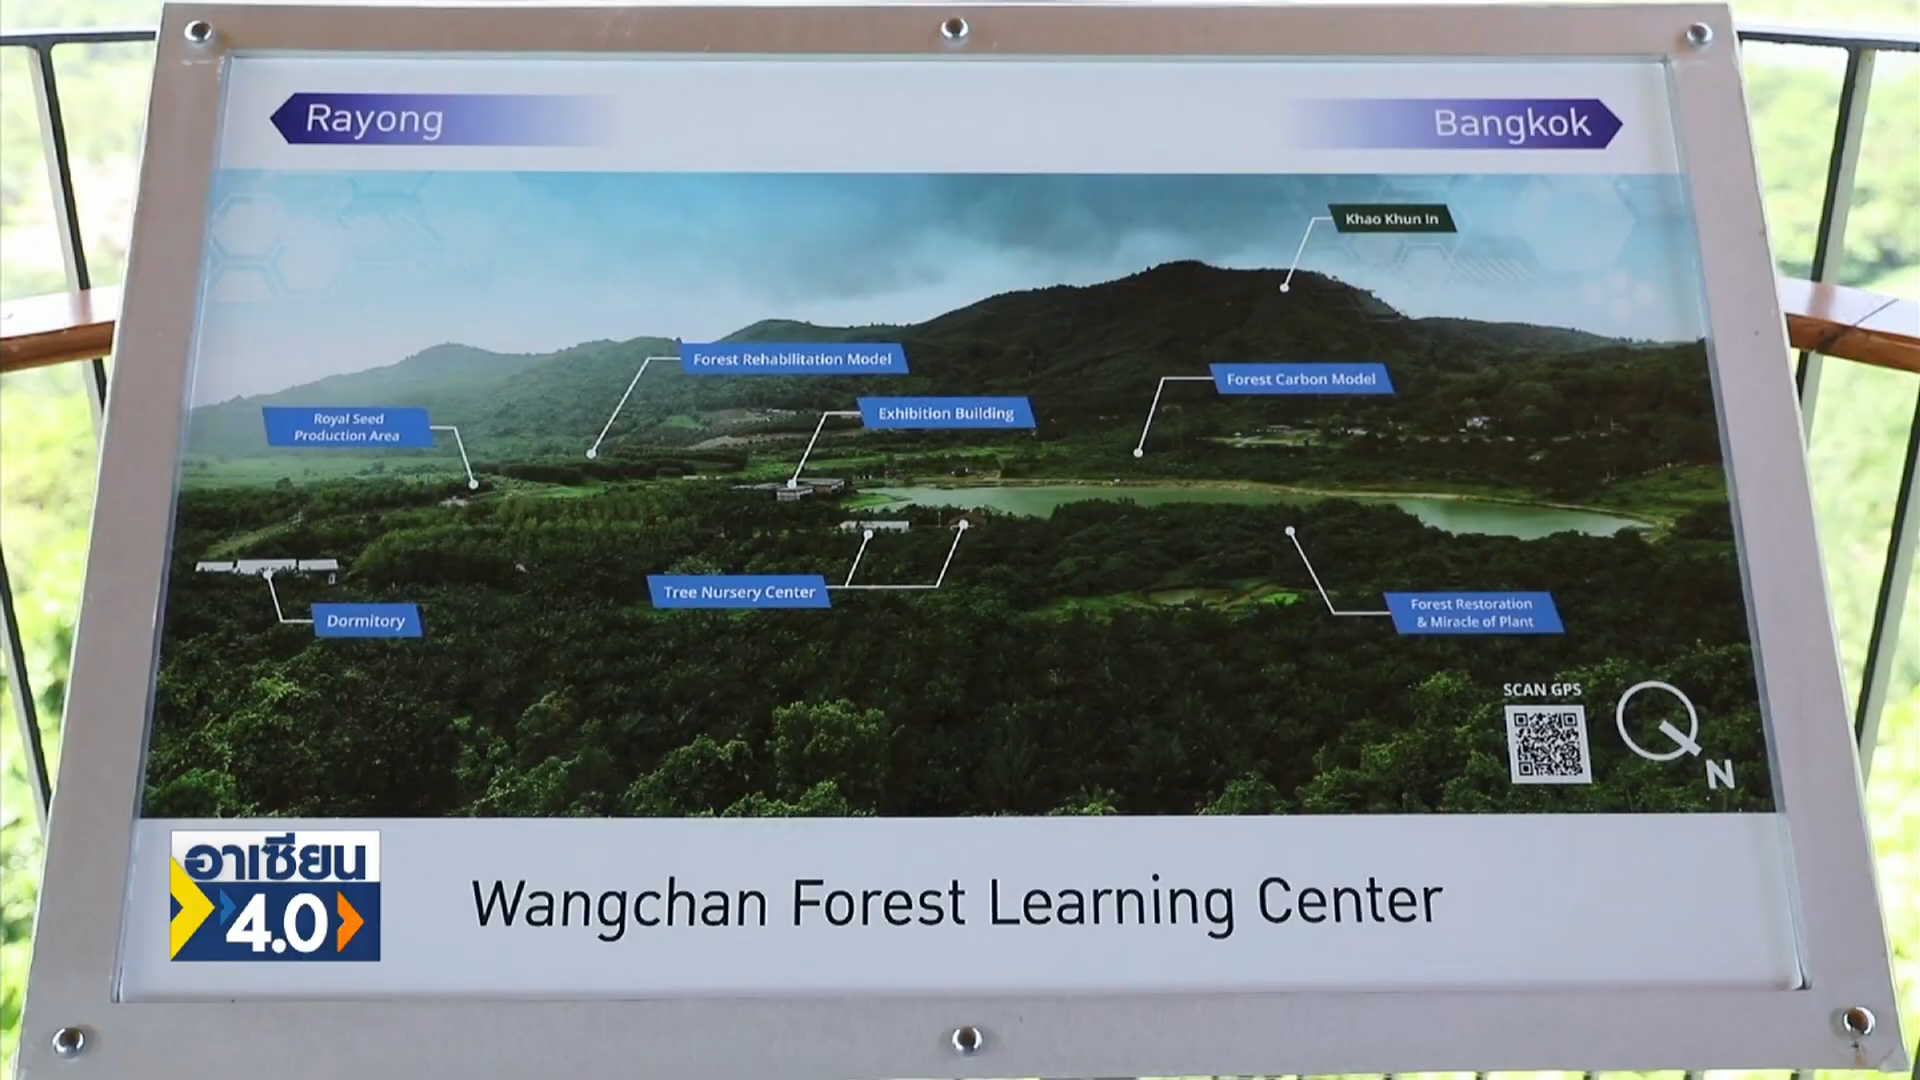 Rayong
Bangkok
Khao Khun In
Forest Rehabilitation Model
Forest Carbon Model
Royal Seed
Production Area
Exhibition Building
Tree Nursery Center
Dormitory
Forest Restoration
& Miracle of Plant
SCAN GPS
N
อาเซียน
4.0
Wangchan Forest Learning Center